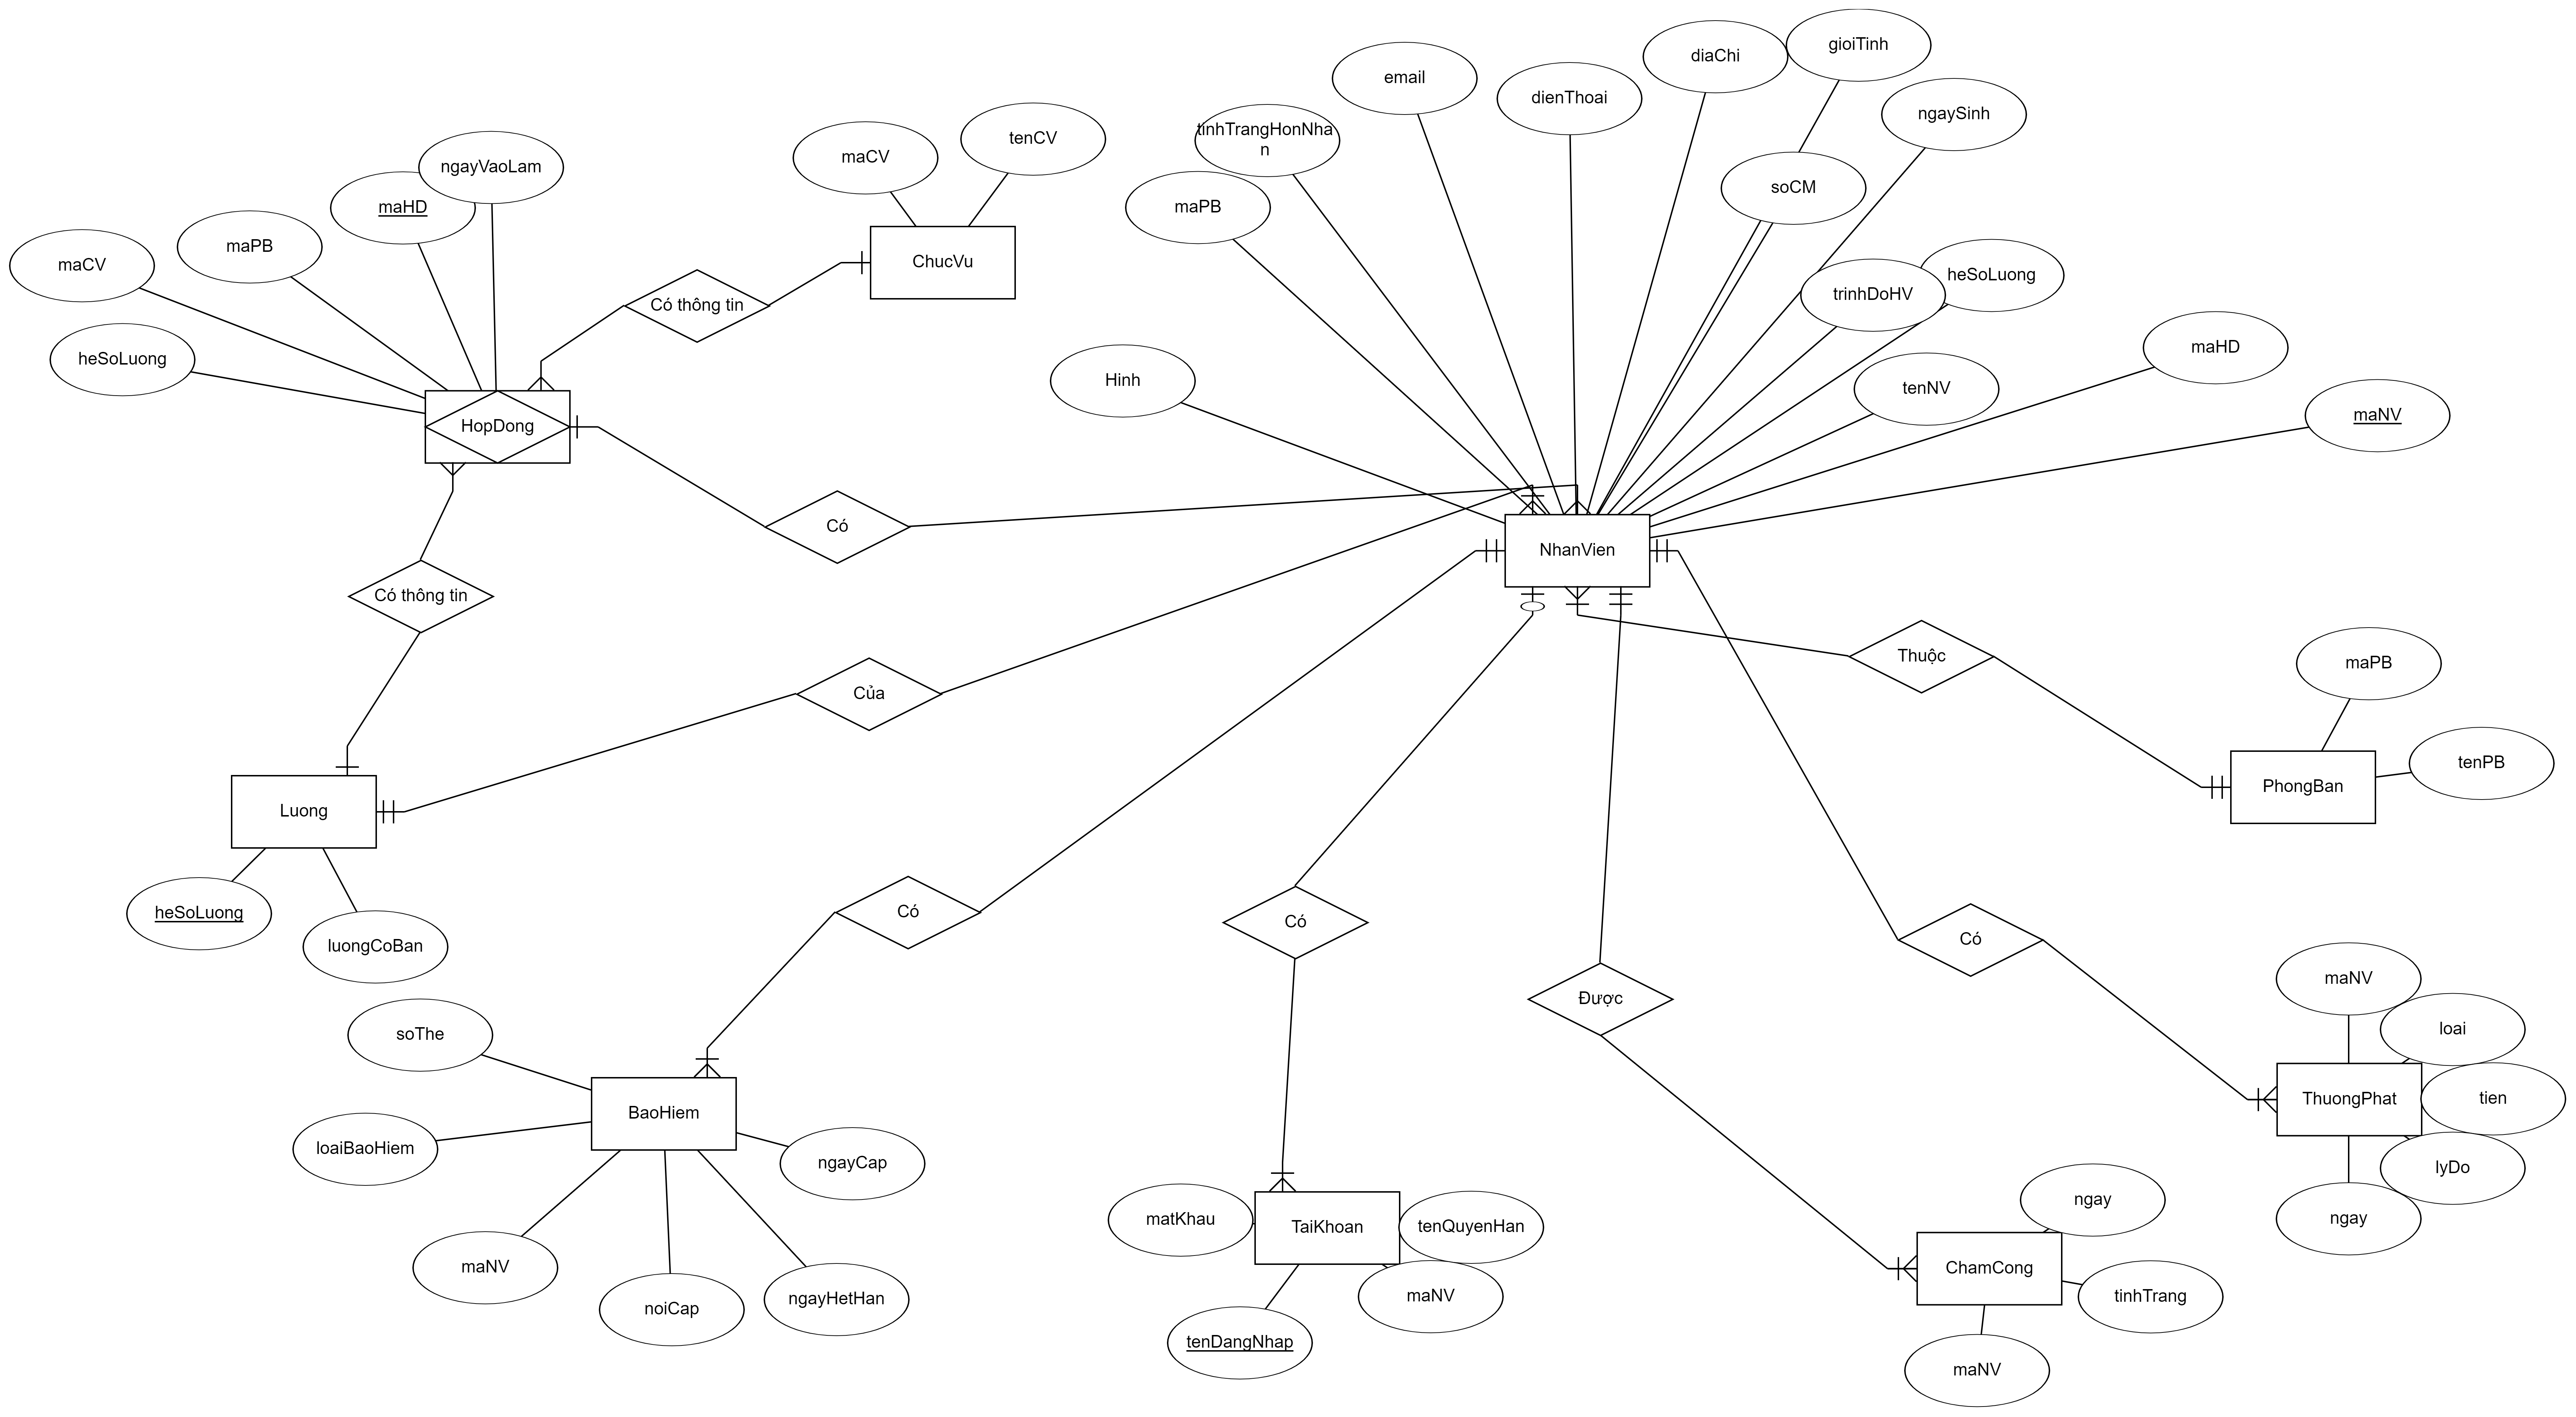 gioiTinh
diaChi
email
dienThoai
ngaySinh
tinhTrangHonNha
n
tenCV
maCV
ngayVaoLam
soCM
maHD
maPB
maPB
maCV
ChucVu
heSoLuong
trinhDoHV
Có thông tin
maHD
heSoLuong
Hinh
tenNV
maNV
HopDong
Có
NhanVien
Có thông tin
Thuộc
maPB
Của
tenPB
PhongBan
Luong
heSoLuong
Có
Có
Có
luongCoBan
maNV
Được
loai
soThe
tien
ThuongPhat
BaoHiem
loaiBaoHiem
ngayCap
lyDo
ngay
ngay
matKhau
TaiKhoan
tenQuyenHan
maNV
ChamCong
ngayHetHan
maNV
tinhTrang
noiCap
tenDangNhap
maNV